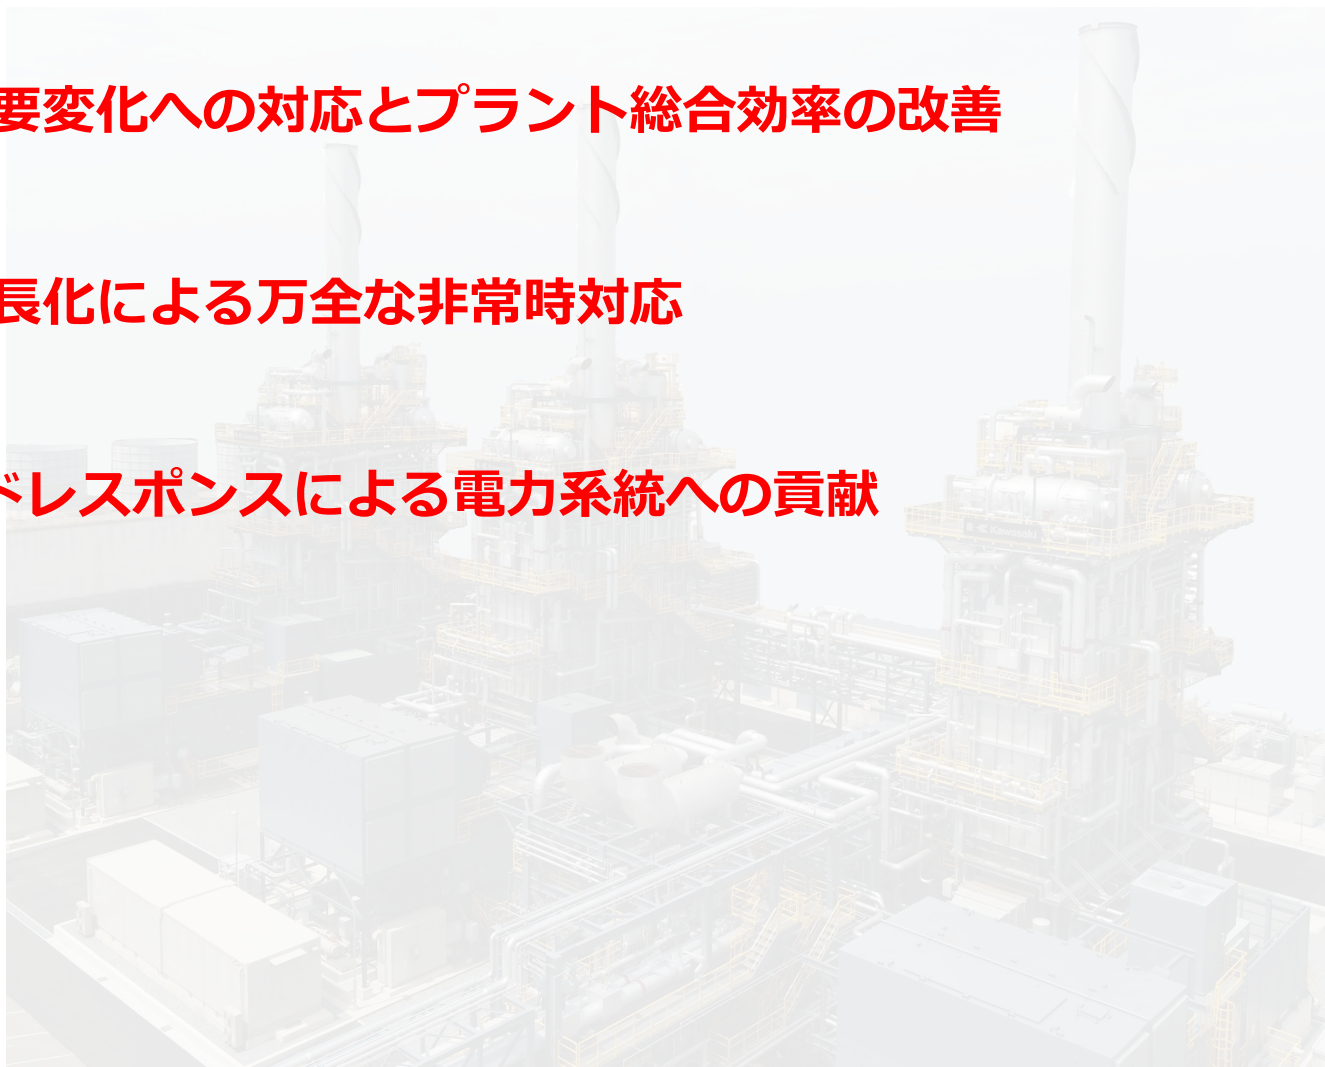 要変化への対応とプラント総合効率の改善
長化による万全な非常時対応
ドレスポンスによる電力系統への貢献